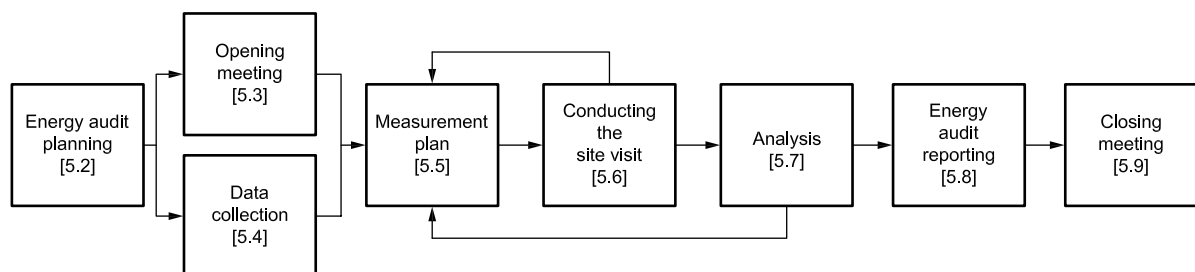 Energy audit
planning
[5.2]
Opening
meeting
[5.3]
Data
collection
[5.4]
Measurement
plan
[5.5]
Conducting
the
site visit
[5.6]
Analysis
[5.7]
Energy
audit
reporting
[5.8]
Closing
meeting
[5.9]